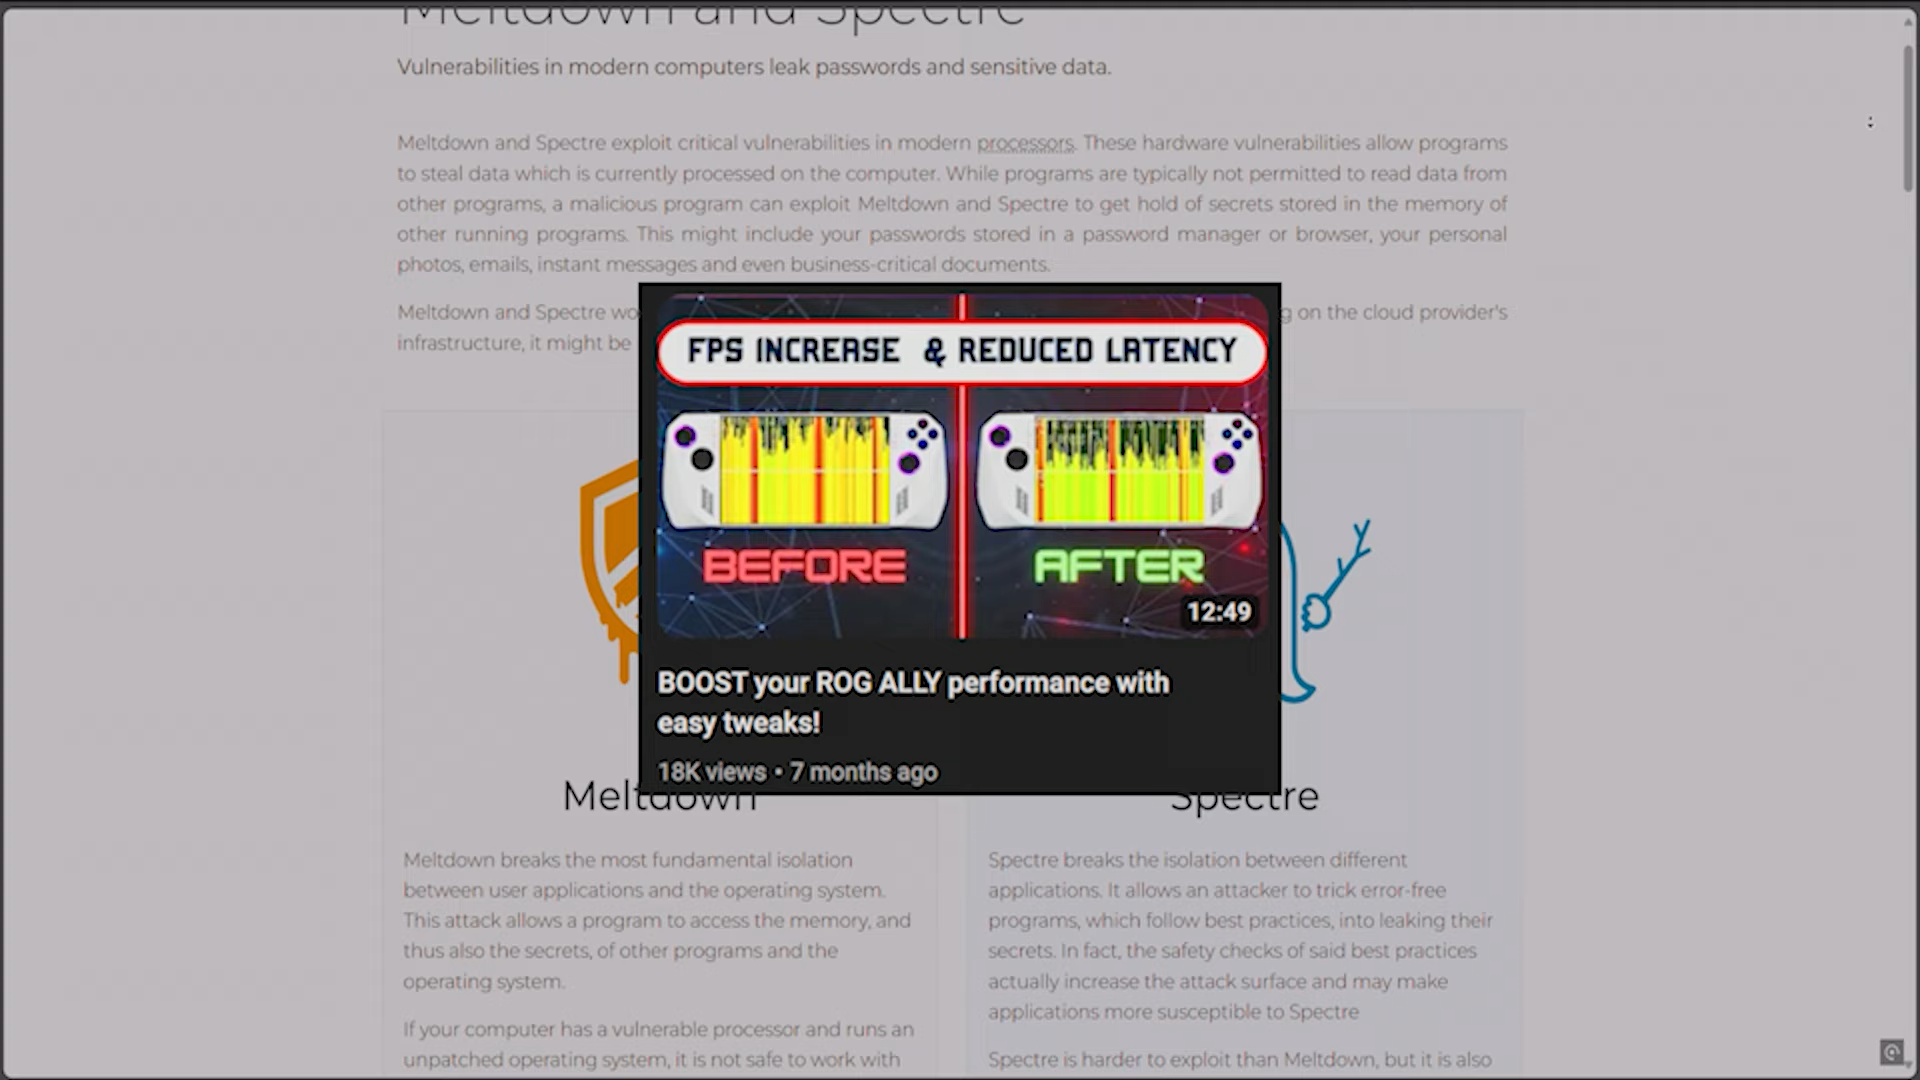 Meltdown and Spectre
Vulnerabilities in modern computers leak passwords and sensitive data.
Meltdown and Spectre exploit critical vulnerabilities in modern processors. These hardware vulnerabilities allow programs
to steal data which is currently processed on the computer. While programs are typically not permitted to read data from
other programs, a malicious program can exploit Meltdown and Spectre to get hold of secrets stored in the memory of
other running programs. This might include your passwords stored in a password manager or browser, your personal
photos, emails, instant messages and even business-critical documents.
Meltdown and Spectre wo g on the cloud provider's
infrastructure, it might be
FPS INCREASE & REDUCED LATENCY
BEFORE AFTER
12:49
BOOST your ROG ALLY performance with
easy tweaks!
18K views • 7 months ago
Meltdown
Meltdown breaks the most fundamental isolation
between user applications and the operating system.
This attack allows a program to access the memory, and
thus also the secrets, of other programs and the
operating system.
If your computer has a vulnerable processor and runs an
unpatched operating system, it is not safe to work with
Spectre
Spectre breaks the isolation between different
applications. It allows an attacker to trick error-free
programs, which follow best practices, into leaking their
secrets. In fact, the safety checks of said best practices
actually increase the attack surface and may make
applications more susceptible to Spectre
Spectre is harder to exploit than Meltdown, but it is also